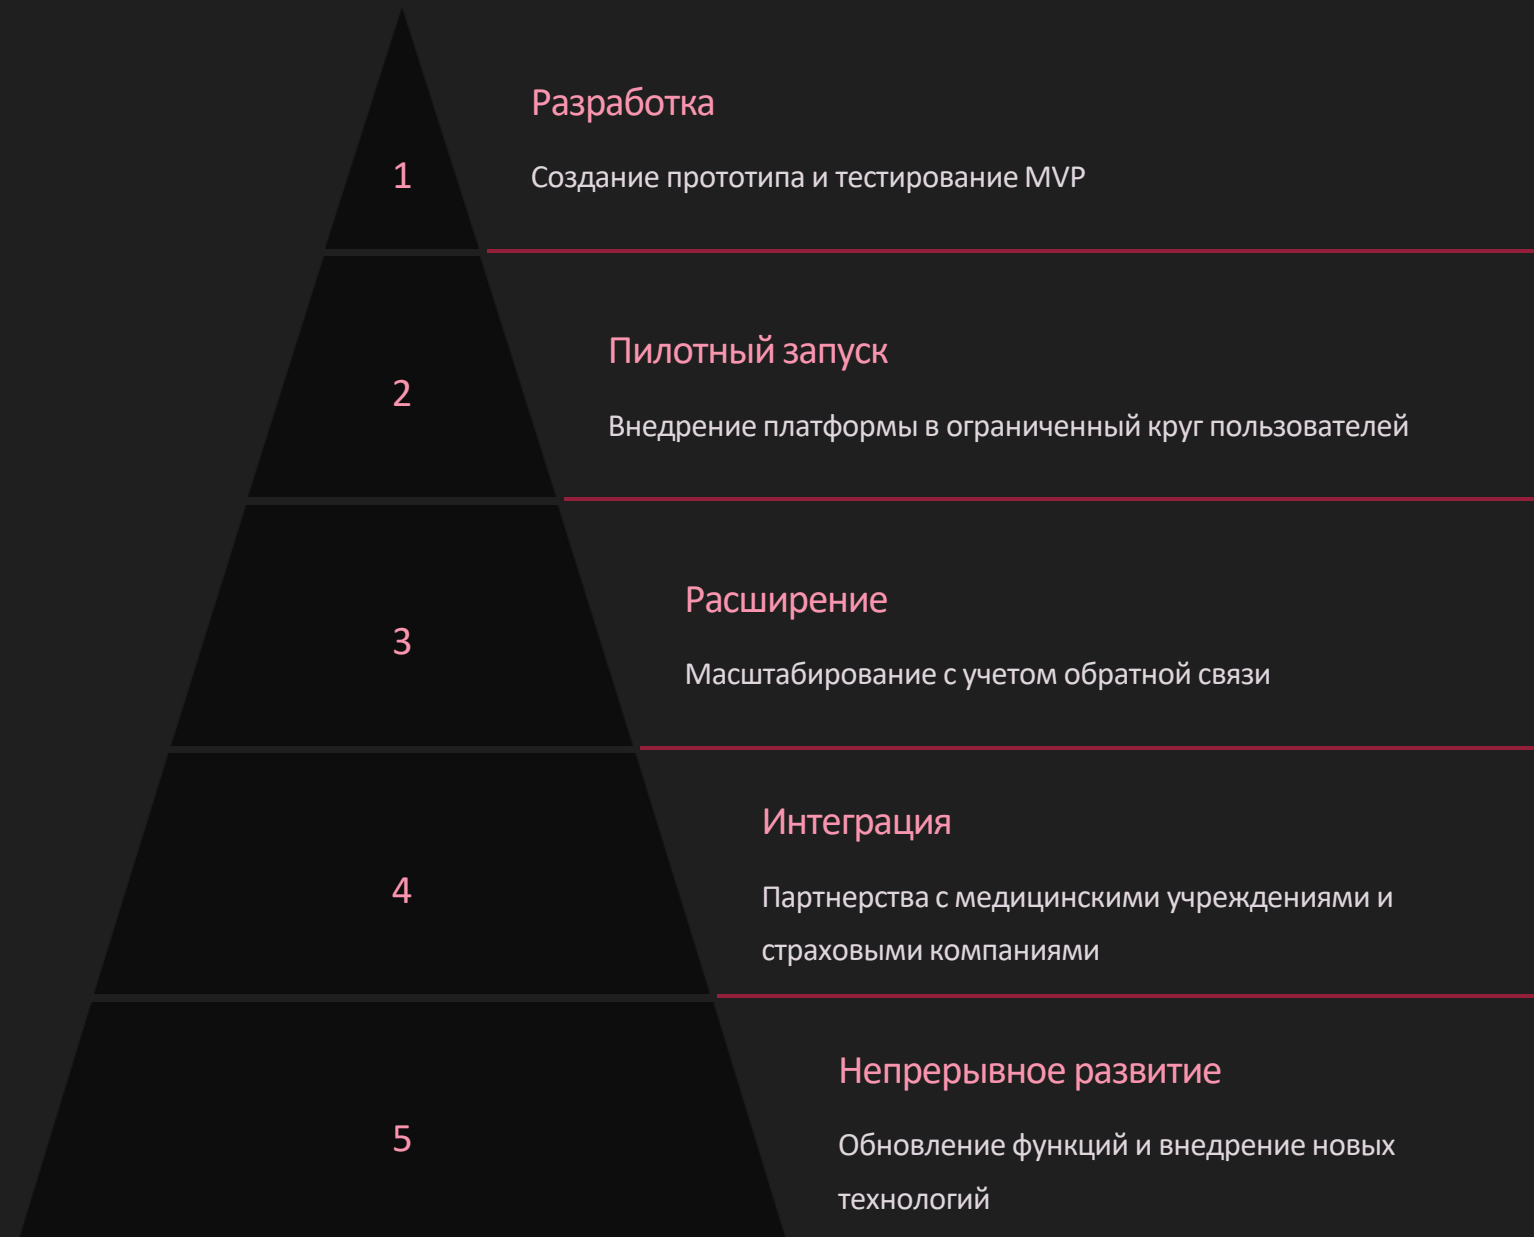 Разработка
1
Создание прототипа и тестирование MVP
Пилотный запуск
2
Внедрение платформы в ограниченный круг пользователей
Расширение
3
Масштабирование с учетом обратной связи
Интеграция
4
Партнерства с медицинскими учреждениями и
страховыми компаниями
Непрерывное развитие
5
Обновление функций и внедрение новых
технологий